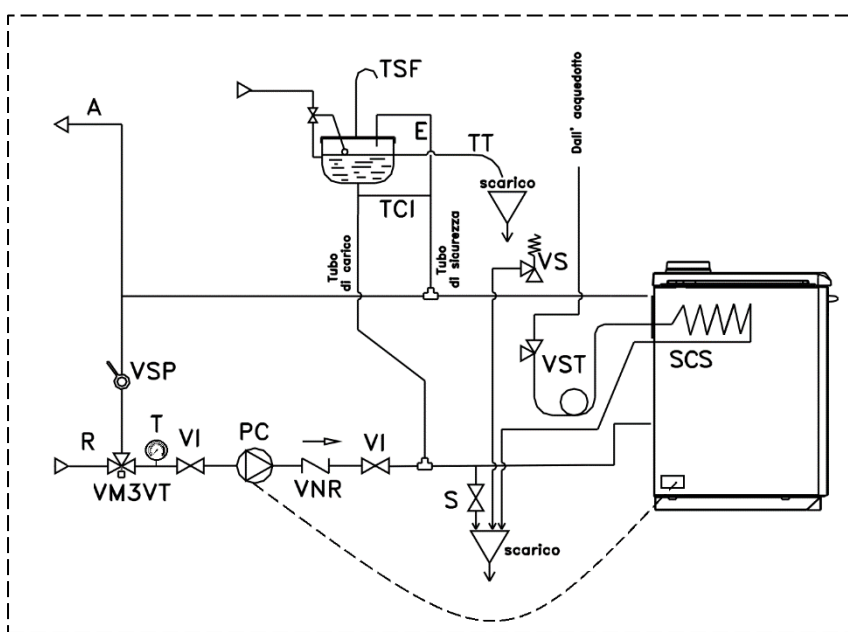 TSF
A
E
TT
Dall' acquedotto
scarico
TCI
Tubo
di carico
Tubo
di sicurezza
VS
VST
SCS
VSP
R
T
VI
PC
VI
VM3VT
VNR
S
scarico